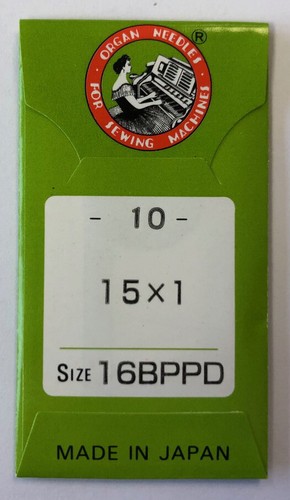 ORGAN NEEDLES ®
FOR SEWING MACHINES
- 10 -
15×1
SIZE 16BPPD
MADE IN JAPAN